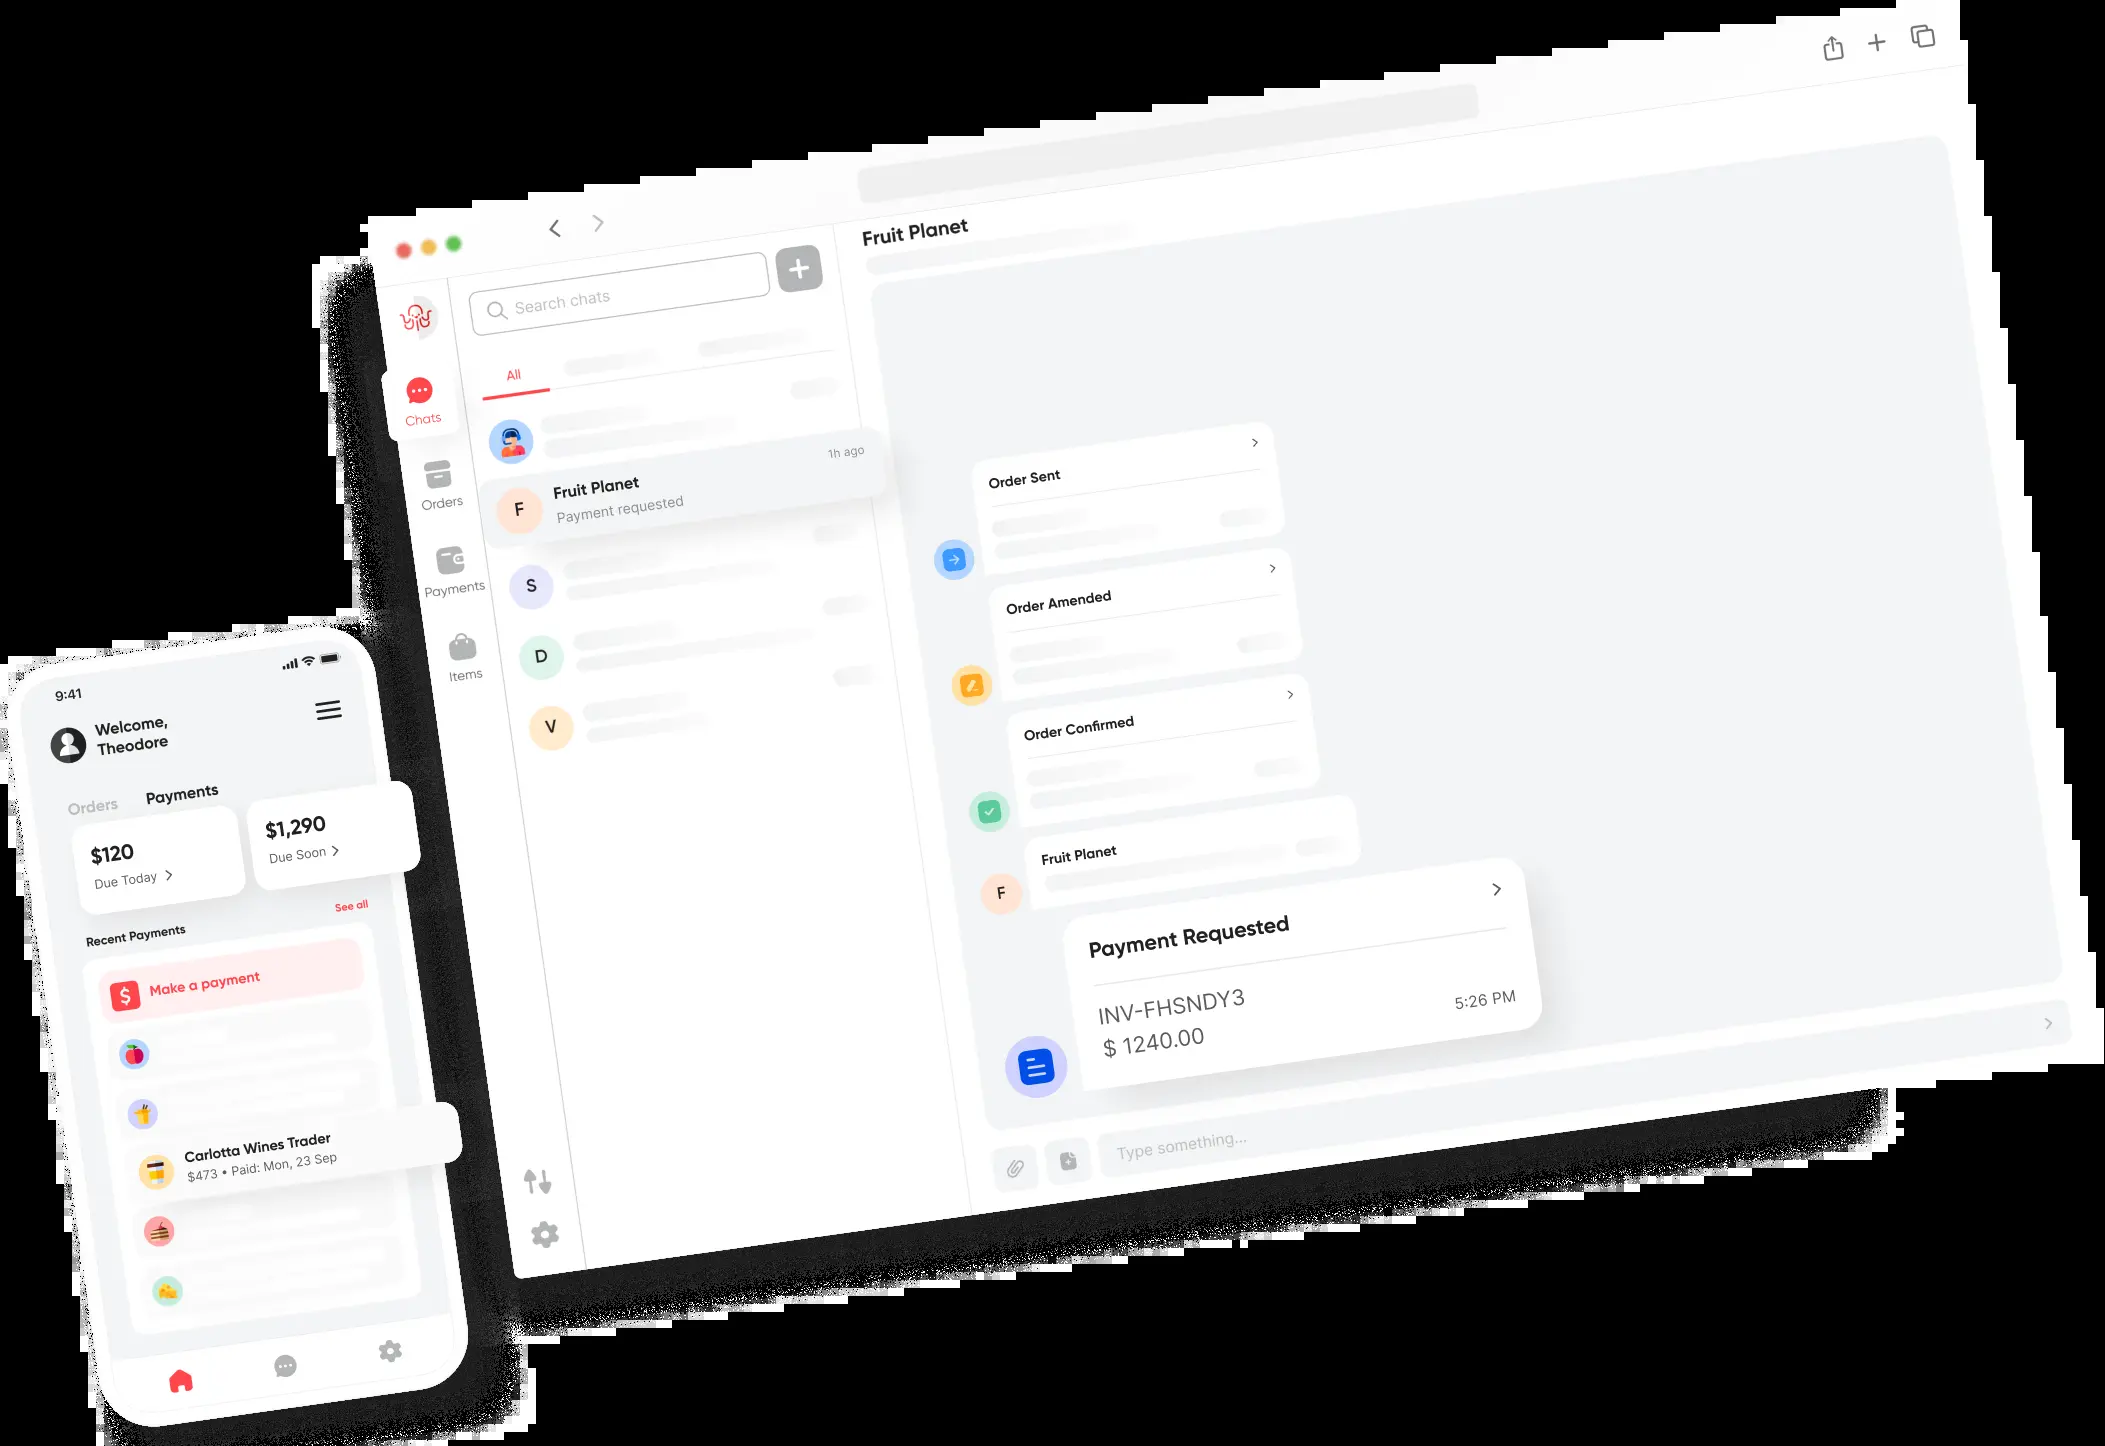 Fruit Planet
Search chats
All
Chats
Orders
Payments
Items
Fruit Planet
1h ago
Payment requested
F
S
D
V
Order Sent
Order Amended
Order Confirmed
Fruit Planet
F
Payment Requested
INV-FHSNDY3
$ 1240.00
5:26 PM
Type something...
9:41
Welcome,
Theodore
Orders
Payments
$120
Due Today
$1,290
Due Soon
Recent Payments
See all
$
Make a payment
Carlotta Wines Trader
$473 • Paid: Mon, 23 Sep